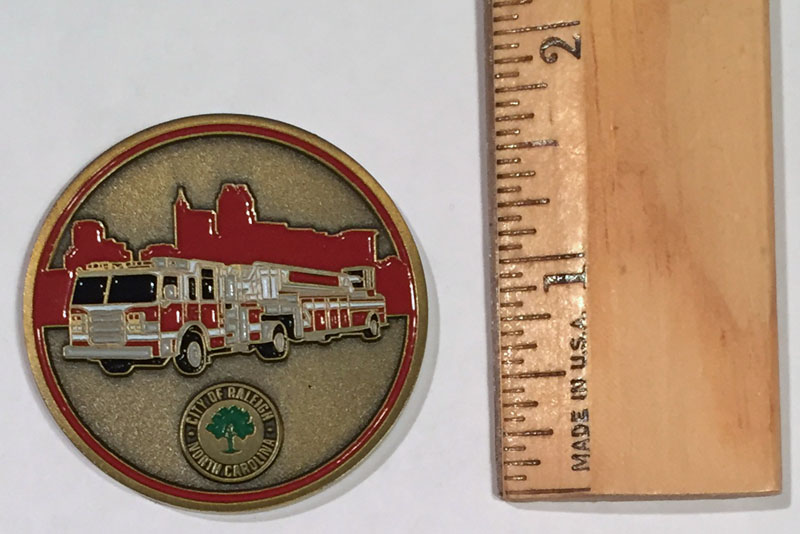 CITY OF RALEIGH
NORTH CAROLINA
2
1
MADE IN U.S.A.